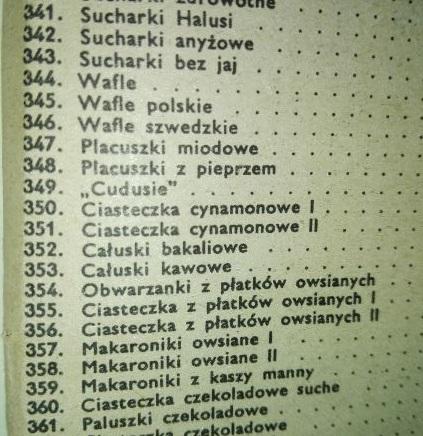 Sucharki zdrowotne
341. Sucharki Halusi . . . . . . . .
342. Sucharki anyżowe . . . . . . .
343. Sucharki bez jaj . . . . . . . .
344. Wafle . . . . . . . . . . . .
345. Wafle polskie . . . . . . . . .
346. Wafle szwedzkie . . . . . . . .
347. Placuszki miodowe . . . . . . .
348. Placuszki z pieprzem . . . . . .
349. „Cudusie" . . . . . . . . . .
350. Ciasteczka cynamonowe I . . . . .
351. Ciasteczka cynamonowe II . . . . .
352. Całuski bakaliowe . . . . . . .
353. Całuski kawowe . . . . . . . .
354. Obwarzanki z płatków owsianych . .
355. Ciasteczka z płatków owsianych I . .
356. Ciasteczka z płatków owsianych II . .
357. Makaroniki owsiane I . . . . . .
358. Makaroniki owsiane II . . . . . .
359. Makaroniki z kaszy manny . . . .
360. Ciasteczka czekoladowe suche . . .
361. Paluszki czekoladowe . . . . . .
czekoladowe . . . . .